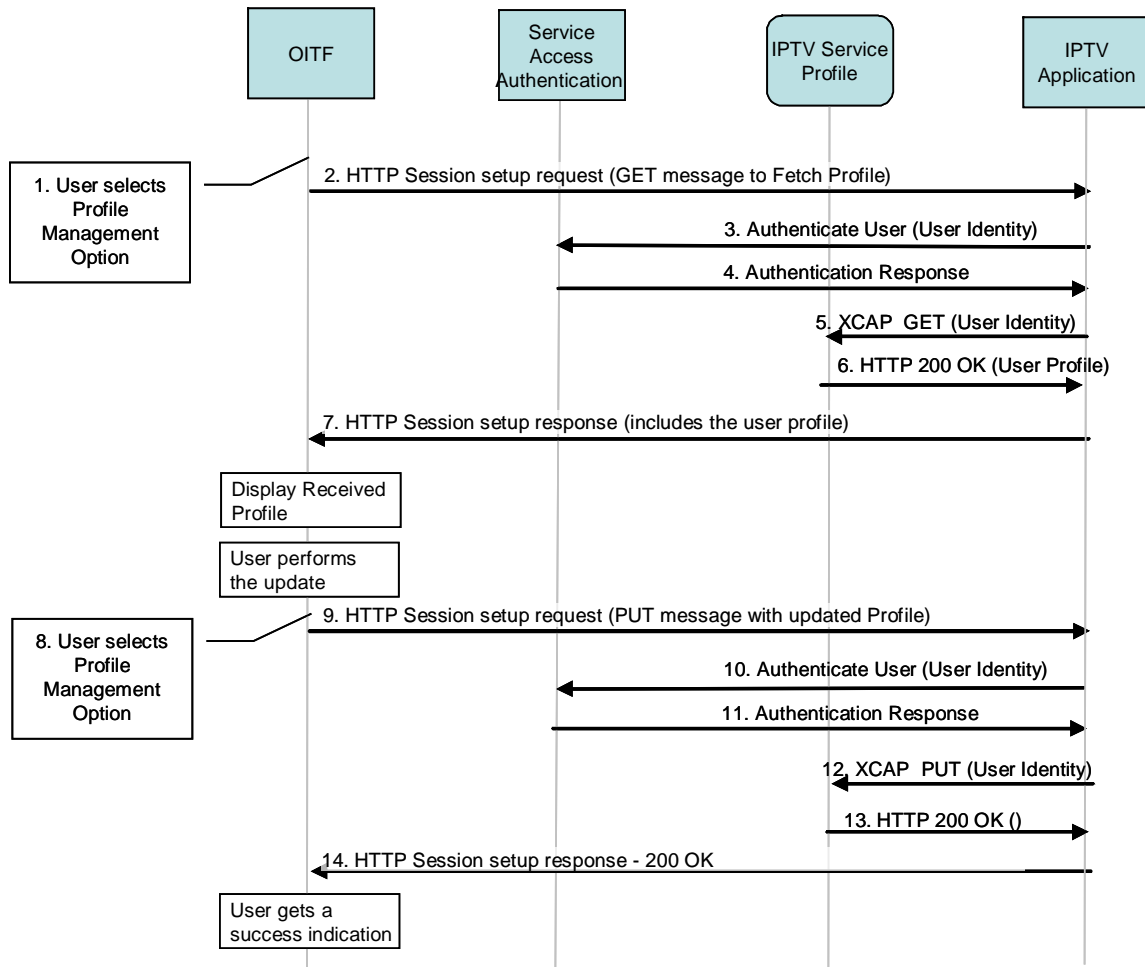 OITF
Service
Access
Authentication
IPTV Service
Profile
IPTV
Application
1. User selects
Profile
Management
Option
2. HTTP Session setup request (GET message to Fetch Profile)
3. Authenticate User (User Identity)
4. Authentication Response
5. XCAP GET (User Identity)
6. HTTP 200 OK (User Profile)
7. HTTP Session setup response (includes the user profile)
Display Received
Profile
User performs
the update
8. User selects
Profile
Management
Option
9. HTTP Session setup request (PUT message with updated Profile)
10. Authenticate User (User Identity)
11. Authentication Response
12. XCAP PUT (User Identity)
13. HTTP 200 OK ()
14. HTTP Session setup response - 200 OK
User gets a
success indication